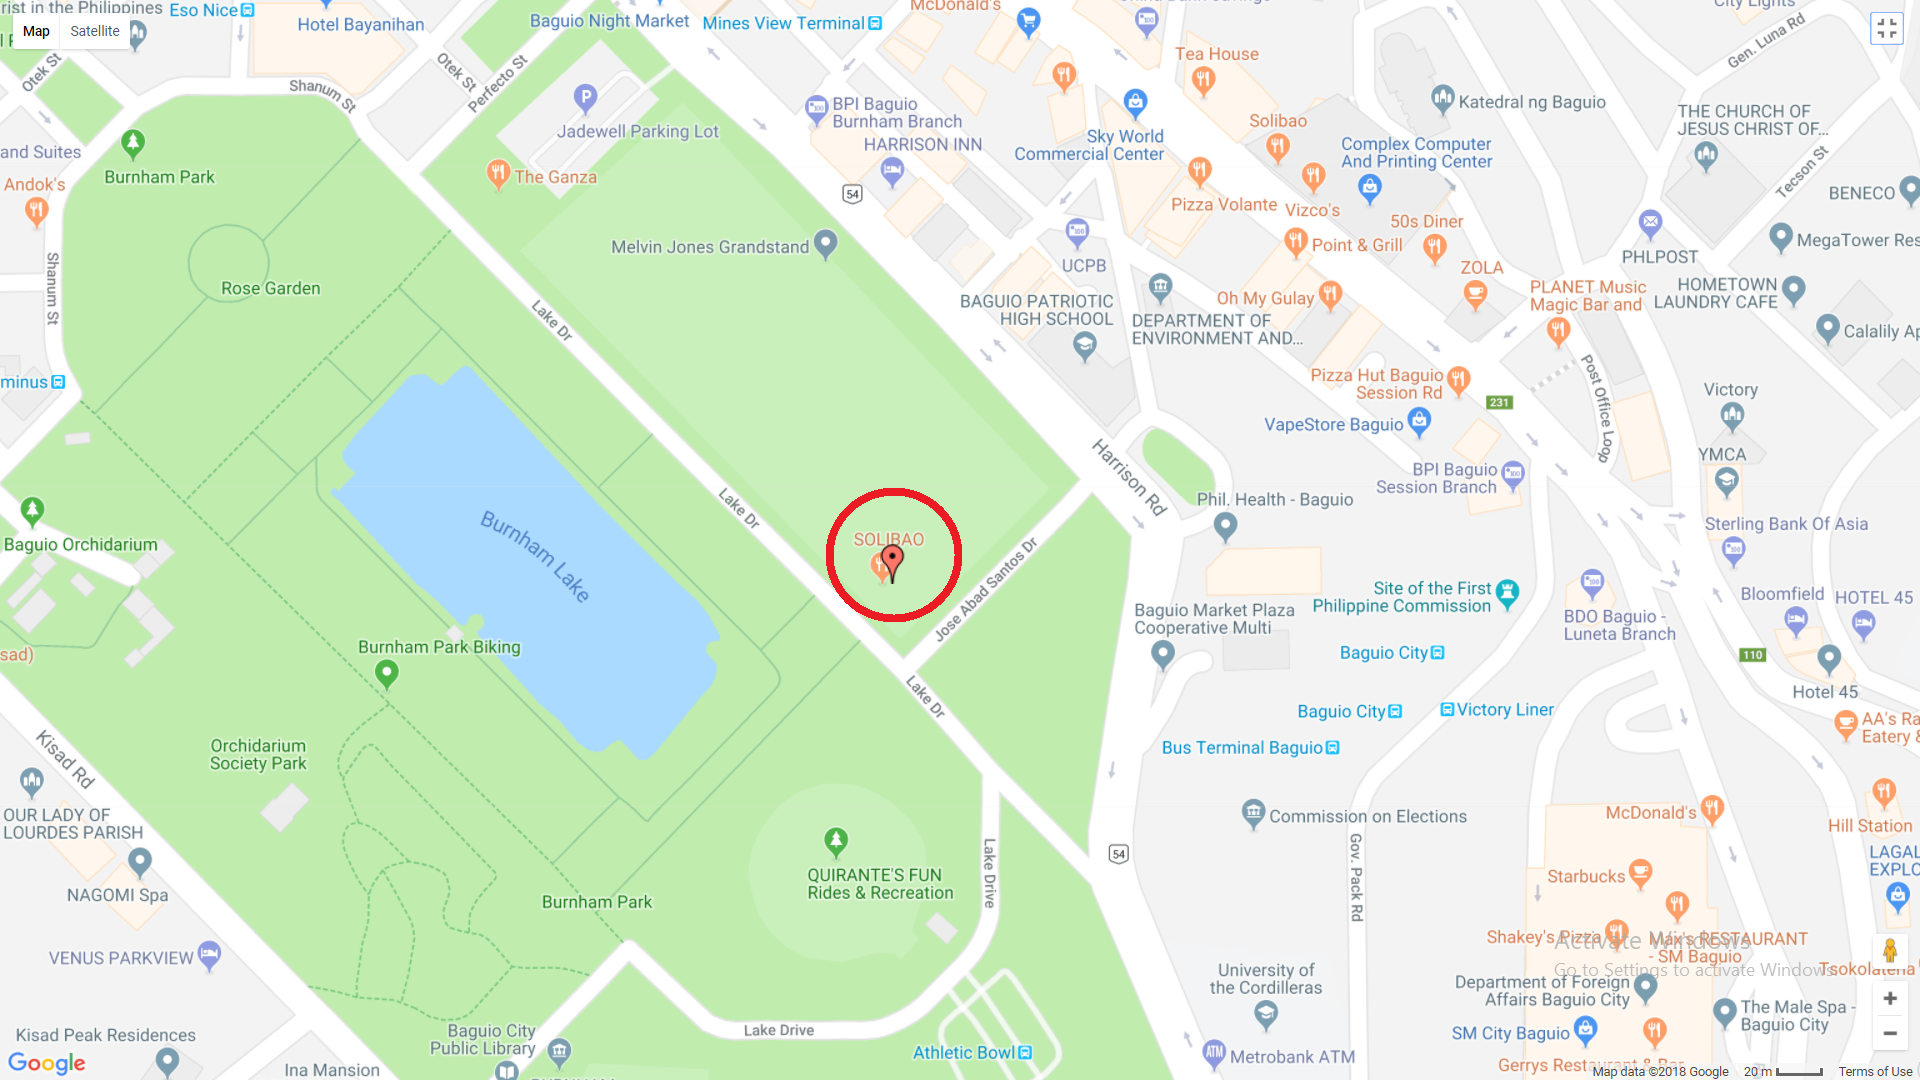 rist in the Philippines
Eso Nice
Hotel Bayanihan
Baguio Night Market
Mines View Terminal
McDonald's
City Lights
Map
Satellite
Otek St
Shanum St
Otek St
Perfecto St
Jadewell Parking Lot
BPI Baguio
Burnham Branch
HARRISON INN
Tea House
Sky World
Commercial Center
Solibao
Complex Computer
And Printing Center
Katedral ng Baguio
Gen. Luna Rd
THE CHURCH OF
JESUS CHRIST OF...
Tecson St
BENECO
and Suites
Andok's
Burnham Park
The Ganza
54
Pizza Volante
Vizco's
50s Diner
Point & Grill
PHLPOST
MegaTower Res
Melvin Jones Grandstand
UCPB
ZOLA
Oh My Gulay
PLANET Music
Magic Bar and
HOMETOWN
LAUNDRY CAFE
Calalily Ap
Shanum St
Rose Garden
Lake Dr
BAGUIO PATRIOTIC
HIGH SCHOOL
DEPARTMENT OF
ENVIRONMENT AND...
Pizza Hut Baguio
Session Rd
231
Post Office Loop
Victory
minus
VapeStore Baguio
YMCA
Harrison Rd
BPI Baguio
Session Branch
Phil. Health - Baguio
Lake Dr
Burnham Lake
Sterling Bank Of Asia
Baguio Orchidarium
SOLIBAO
Jose Abad Santos Dr
Site of the First
Philippine Commission
Baguio Market Plaza
Cooperative Multi
BDO Baguio -
Luneta Branch
Bloomfield
HOTEL 45
sad)
Burnham Park Biking
Baguio City
110
Hotel 45
Lake Dr
Baguio City
Victory Liner
AA's Ra
Eatery &
Bus Terminal Baguio
Kisad Rd
Orchidarium
Society Park
OUR LADY OF
LOURDES PARISH
Commission on Elections
McDonald's
Hill Station
54
Lake Drive
Gov. Pack Rd
LAGAL
EXPLO
QUIRANTE'S FUN
Rides & Recreation
Starbucks
NAGOMI Spa
Burnham Park
Shakey's Pizza
Max's RESTAURANT
- SM Baguio
Activate Windows
Go to Settings to activate Windows.
Tsokolateria
VENUS PARKVIEW
University of
the Cordilleras
Department of Foreign
Affairs Baguio City
The Male Spa -
Baguio City
Kisad Peak Residences
Baguio City
Public Library
Lake Drive
Athletic Bowl
ATM
Metrobank ATM
SM City Baguio
Gerrys Restaurant & Bar
Google
Ina Mansion
BURNHAM
Map data ©2018 Google
20 m
Terms of Use